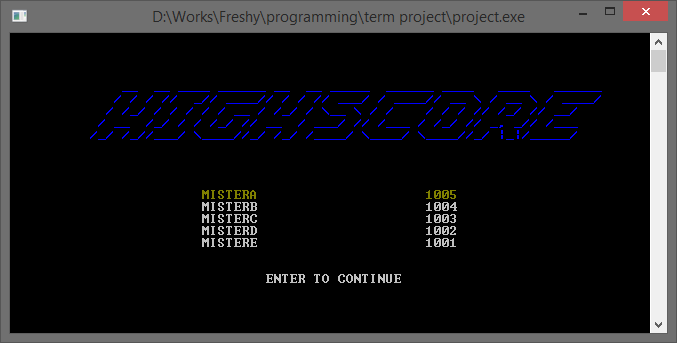 D:\Works\Freshy\programming\term project\project.exe
HIGHSCORE
MISTERA 1005
MISTERB 1004
MISTERC 1003
MISTERD 1002
MISTERE 1001
ENTER TO CONTINUE